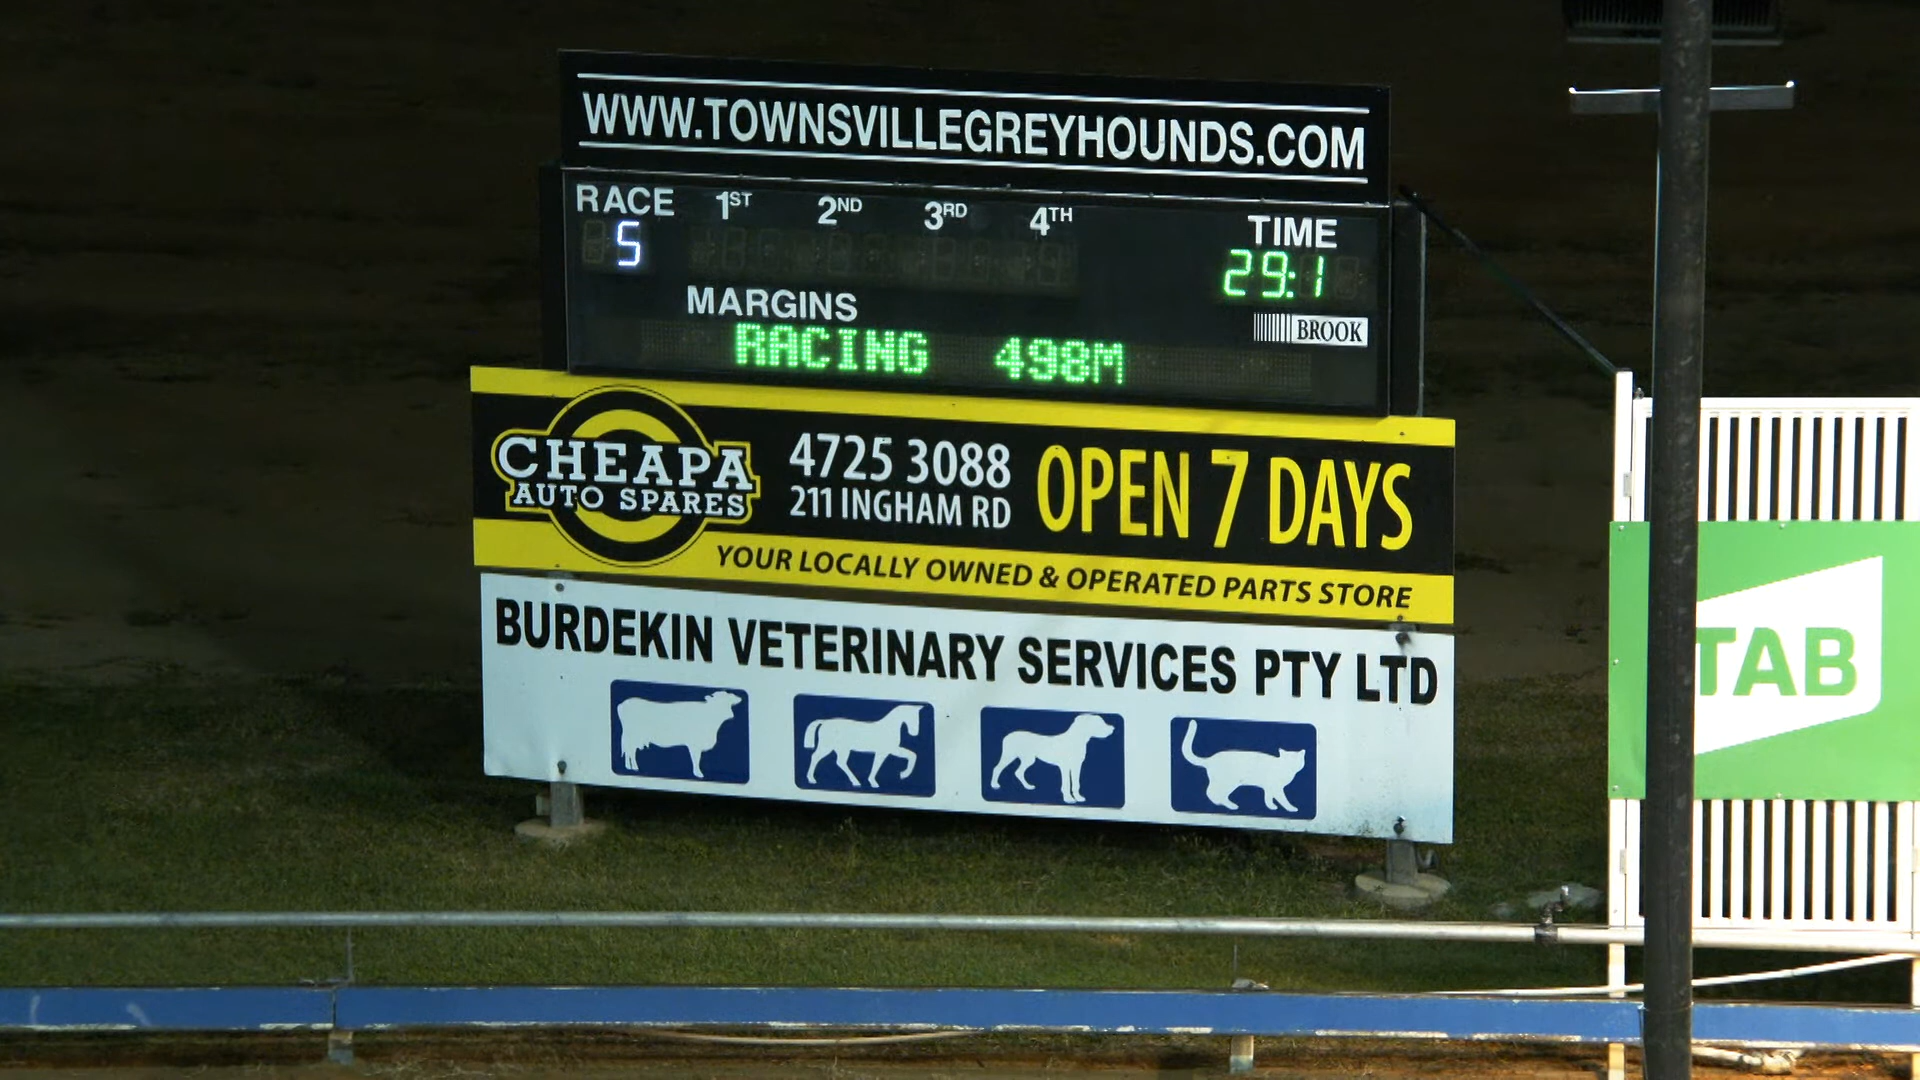 WWW.TOWNSVILLEGREYHOUNDS.COM
RACE 1ST 2ND 3RD 4TH TIME
5 29:1
MARGINS
BROOK
RACING 498M
CHEAPA
AUTO SPARES
4725 3088
211 INGHAM RD
OPEN 7 DAYS
YOUR LOCALLY OWNED & OPERATED PARTS STORE
BURDEKIN VETERINARY SERVICES PTY LTD
TAB